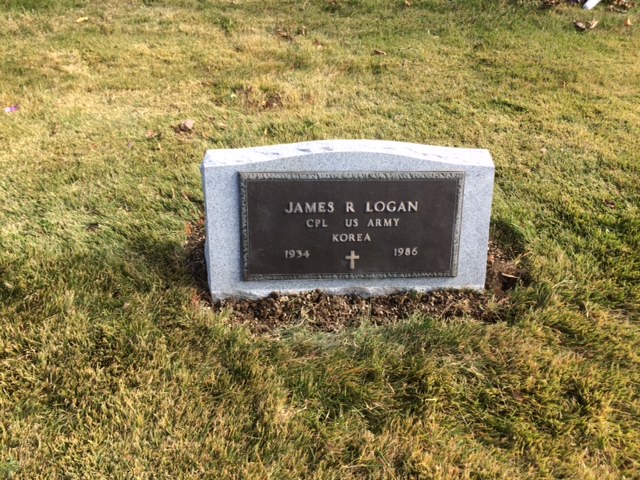 JAMES R LOGAN
CPL US ARMY
KOREA
1934 1986